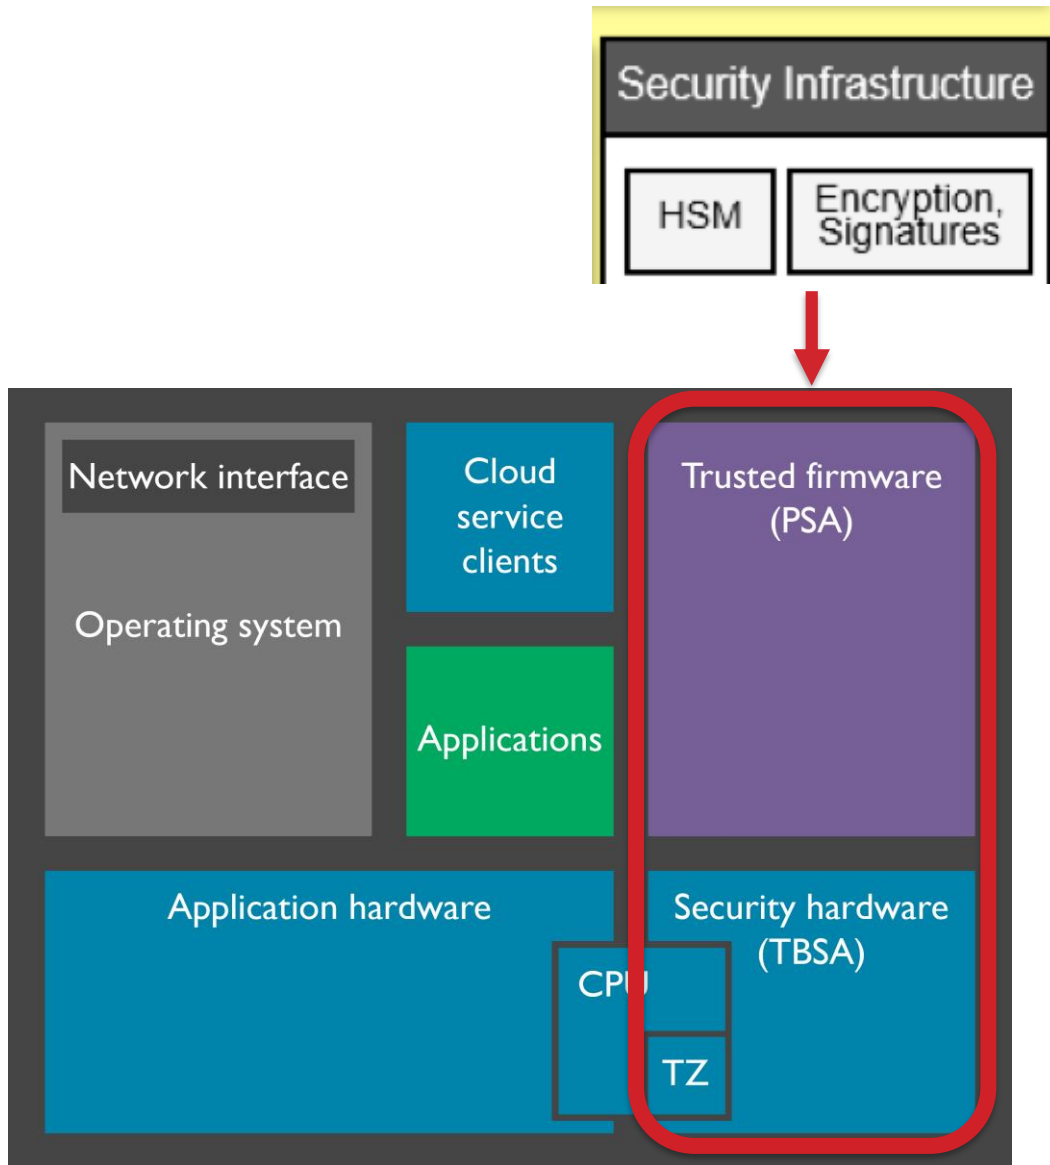 Security Infrastructure
HSM
Encryption,
Signatures
Network interface
Operating system
Cloud
service
clients
Applications
Trusted firmware
(PSA)
Application hardware
CPU
TZ
Security hardware
(TBSA)